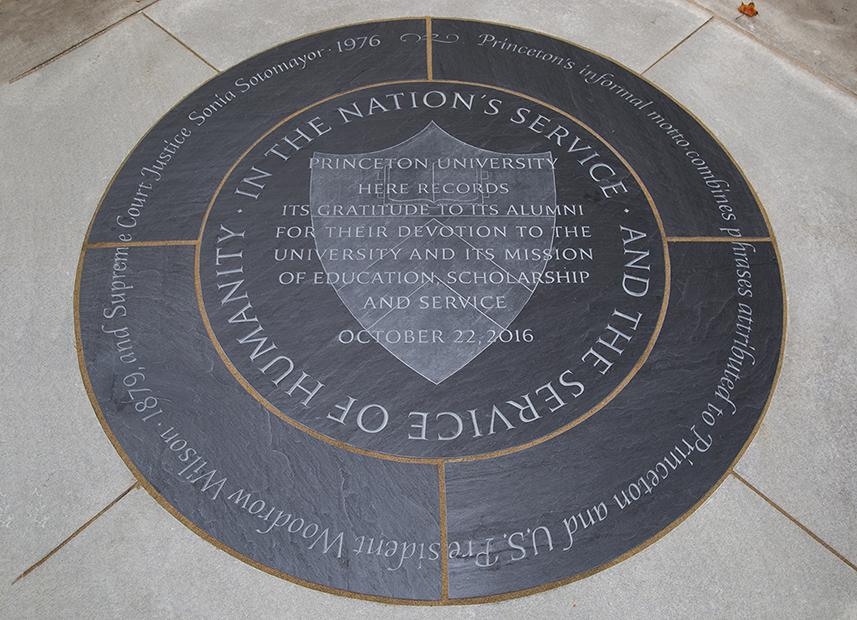 Princeton's informal motto combines phrases attributed to Princeton and U.S. President Woodrow Wilson · 1879, and Supreme Court Justice Sonia Sotomayor · 1976
IN THE NATION'S SERVICE · AND THE SERVICE OF HUMANITY ·
PRINCETON UNIVERSITY
HERE RECORDS
ITS GRATITUDE TO ITS ALUMNI
FOR THEIR DEVOTION TO THE
UNIVERSITY AND ITS MISSION
OF EDUCATION, SCHOLARSHIP
AND SERVICE
OCTOBER 22, 2016